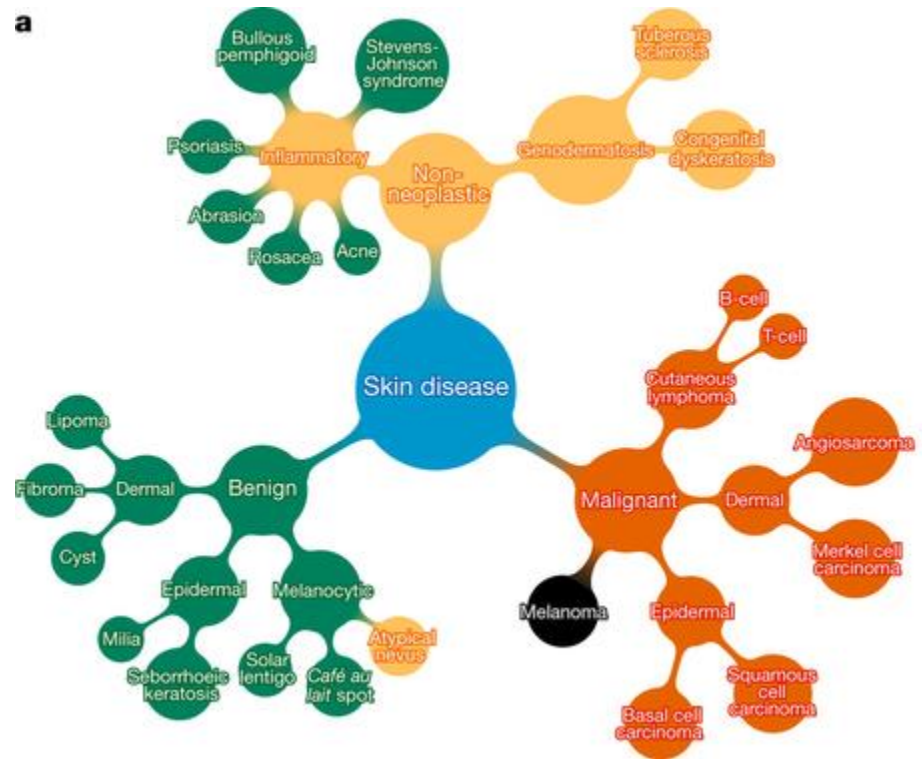 a
Bullous
pemphigoid
Stevens-
Johnson
syndrome
Psoriasis
Inflammatory
Abrasion
Rosacea
Acne
Non-
neoplastic
Genodermatosis
Tuberous
sclerosis
Congenital
dyskeratosis
Skin disease
B-cell
T-cell
Cutaneous
lymphoma
Angiosarcoma
Malignant
Dermal
Merkel cell
carcinoma
Melanoma
Epidermal
Squamous
cell
carcinoma
Basal cell
carcinoma
Lipoma
Fibroma
Dermal
Benign
Cyst
Epidermal
Melanocytic
Milia
Seborrhoeic
keratosis
Solar
lentigo
Café au
lait spot
Atypical
nevus